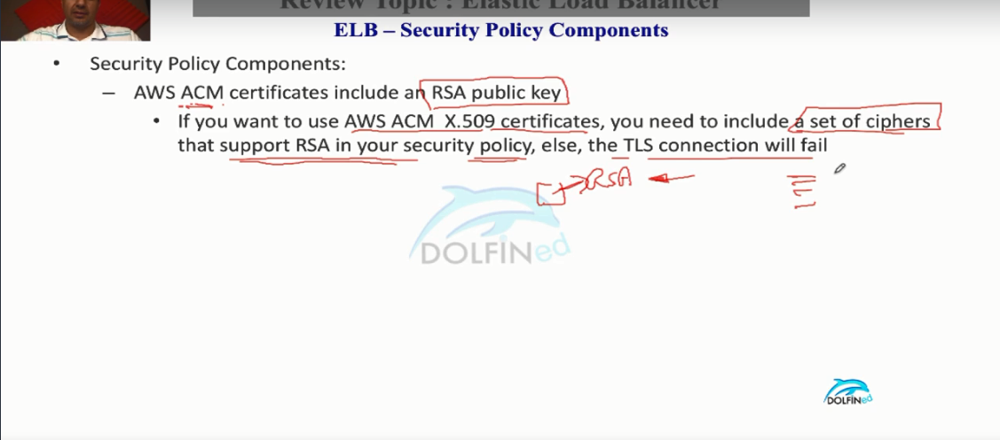 Review Topic : Elastic Load Balancer
ELB – Security Policy Components
• Security Policy Components:
– AWS ACM certificates include an RSA public key
• If you want to use AWS ACM X.509 certificates, you need to include a set of ciphers
that support RSA in your security policy, else, the TLS connection will fail
RSA
DOLFINed
DOLFINed